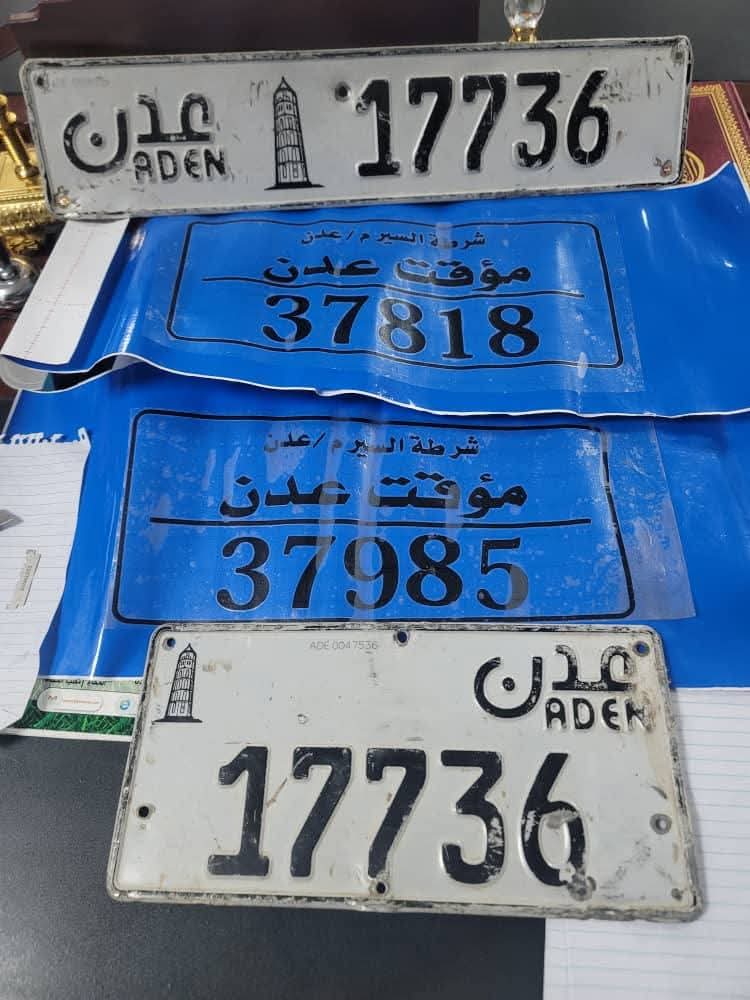 عدن
ADEN
17736
شرطة السير م/عدن
مؤقت عدن
37818
شرطة السير م/عدن
مؤقت عدن
37985
ADE 0047536
عدن
ADEN
17736